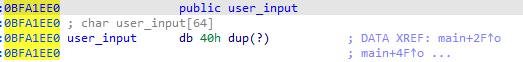 :0BFA1EE0 public user_input
:0BFA1EE0 ; char user_input[64]
:0BFA1EE0 user_input db 40h dup(?) ; DATA XREF: main+2F↑o
:0BFA1EE0 ; main+4F↑o ...